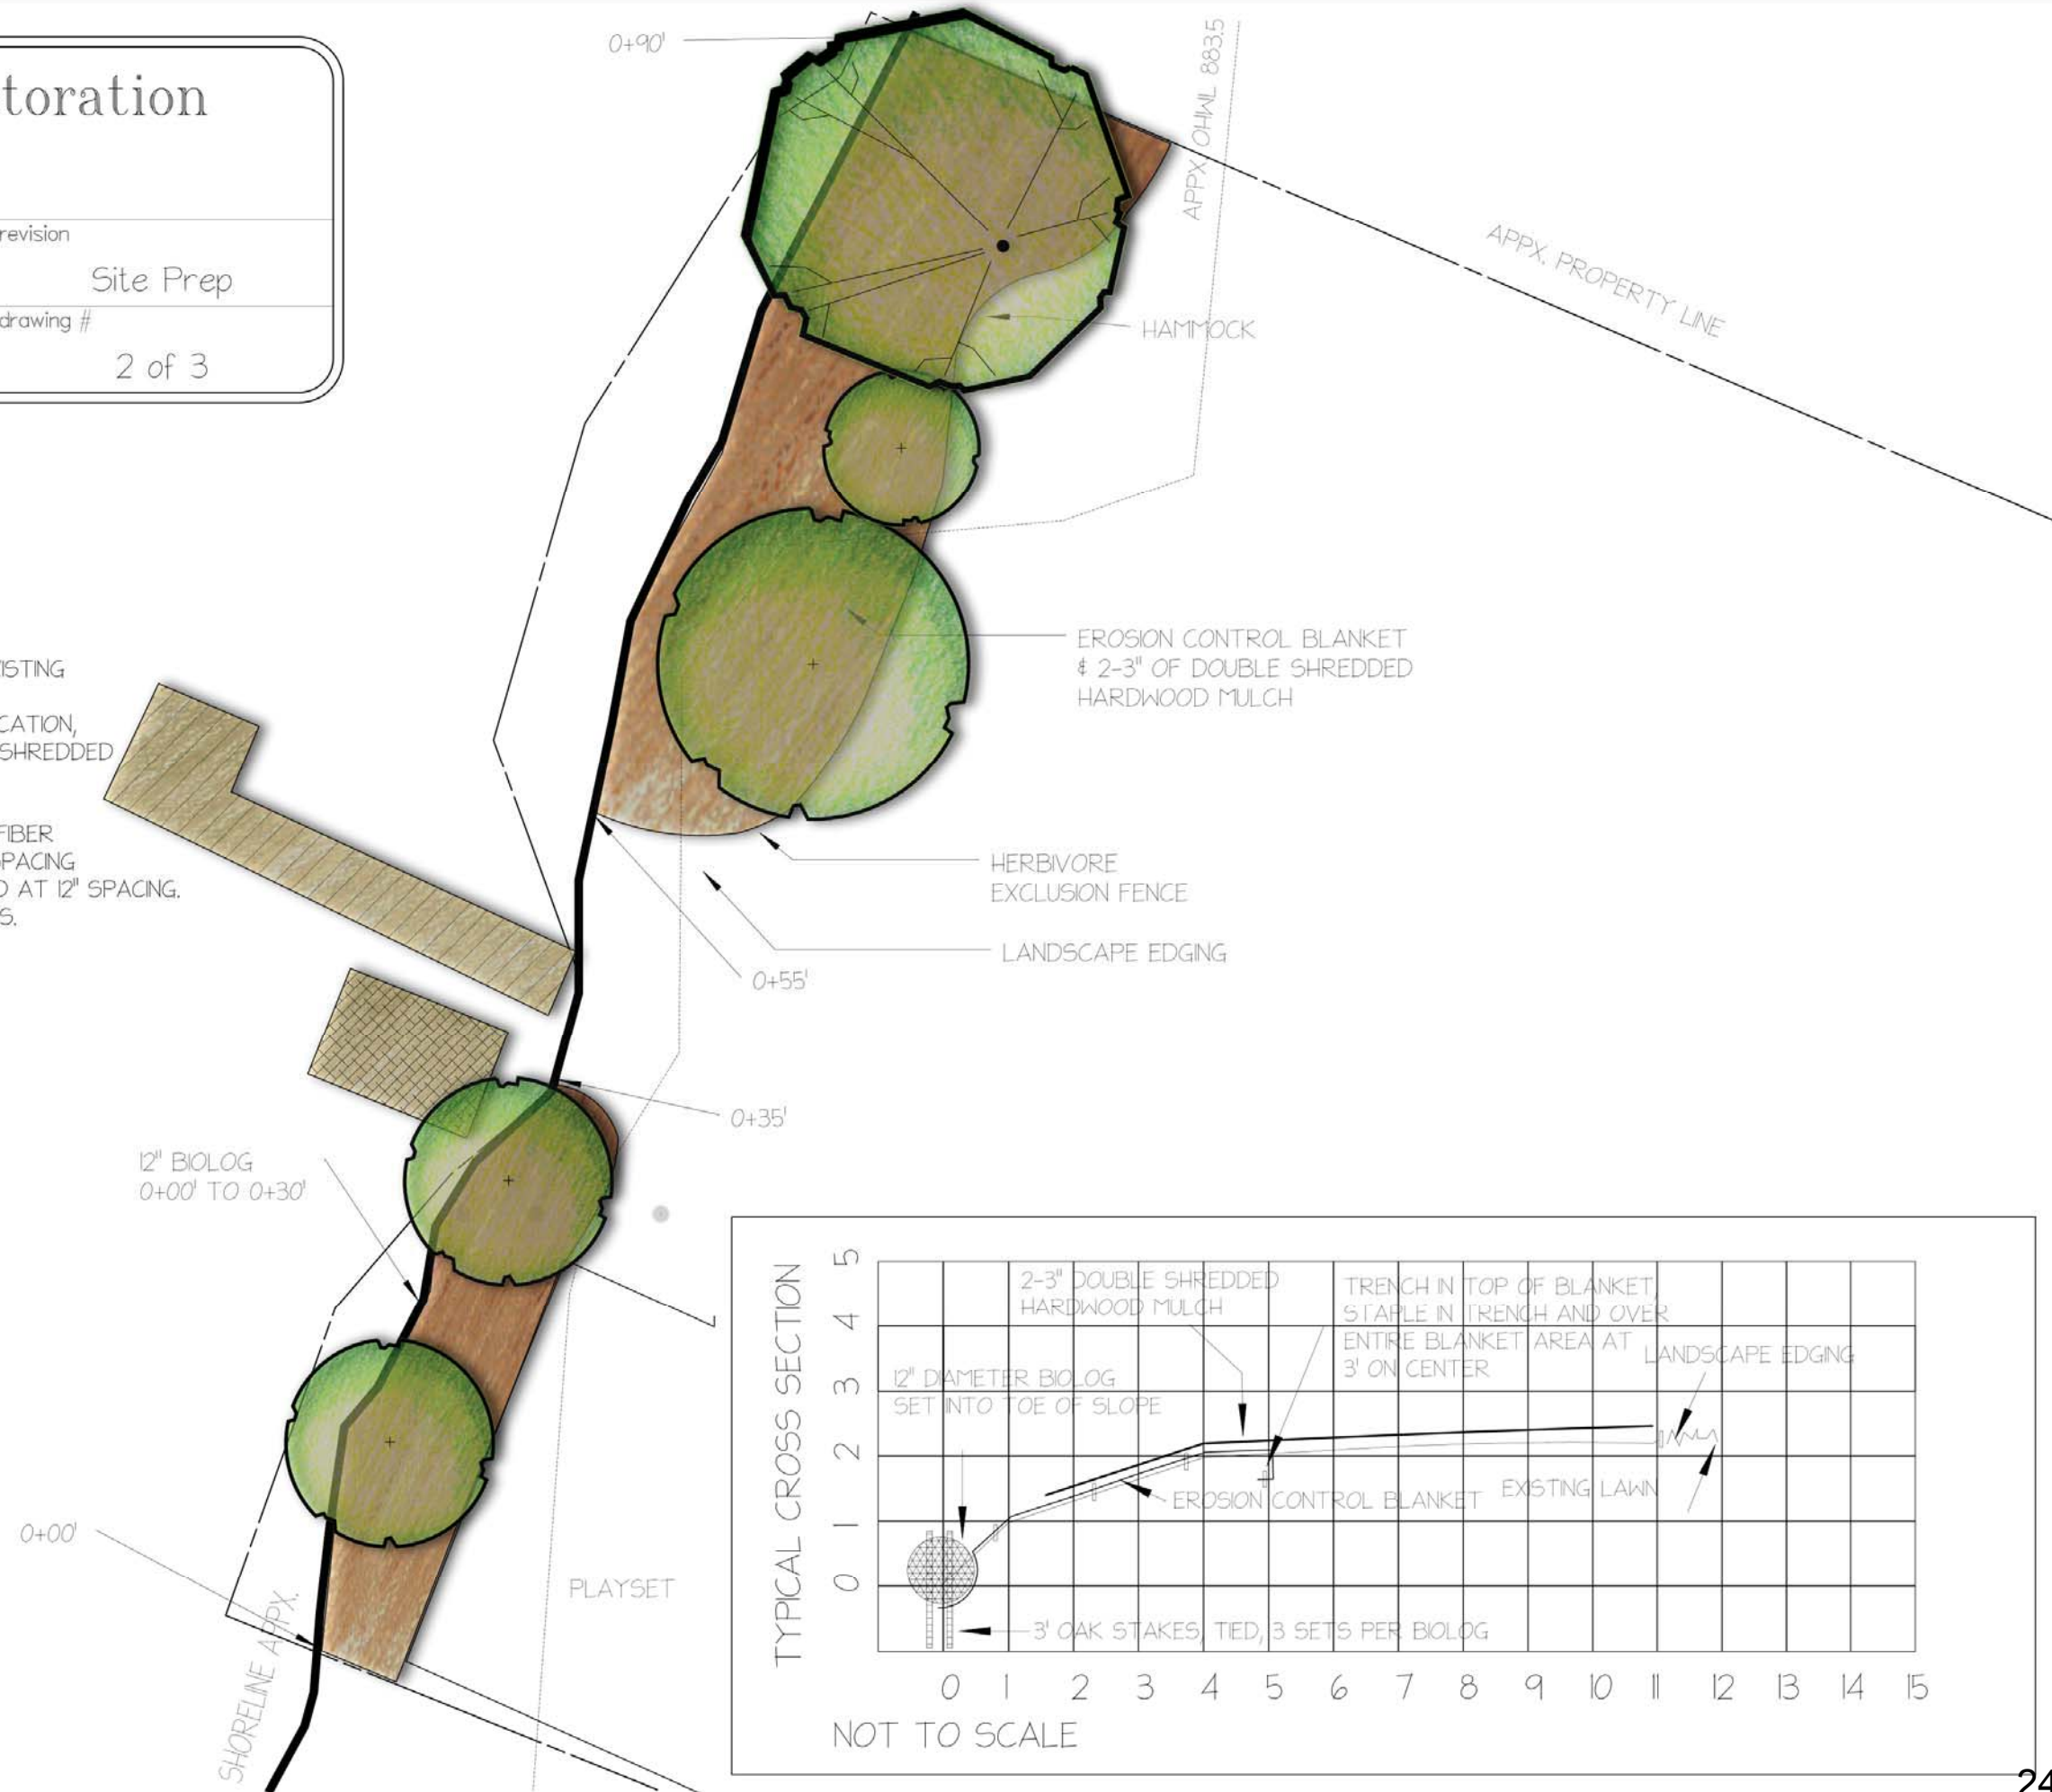 toration
revision
Site Prep
drawing #
2 of 3
0+90'
APPX. OHWL 883.5
APPX. PROPERTY LINE
HAMMOCK
EROSION CONTROL BLANKET
& 2-3" OF DOUBLE SHREDDED
HARDWOOD MULCH
ISTING
CATION,
SHREDDED
FIBER
SPACING
D AT 12" SPACING.
S.
HERBIVORE
EXCLUSION FENCE
LANDSCAPE EDGING
0+55'
0+35'
12" BIOLOG
0+00' TO 0+30'
0+00'
PLAYSET
SHORELINE APPX.
TYPICAL CROSS SECTION
5
4
3
2
1
0
2-3" DOUBLE SHREDDED
HARDWOOD MULCH
TRENCH IN TOP OF BLANKET,
STAPLE IN TRENCH AND OVER
ENTIRE BLANKET AREA AT
3' ON CENTER
LANDSCAPE EDGING
12" DIAMETER BIOLOG
SET INTO TOE OF SLOPE
EROSION CONTROL BLANKET
EXISTING LAWN
3' OAK STAKES, TIED, 3 SETS PER BIOLOG
0 1 2 3 4 5 6 7 8 9 10 11 12 13 14 15
NOT TO SCALE
24